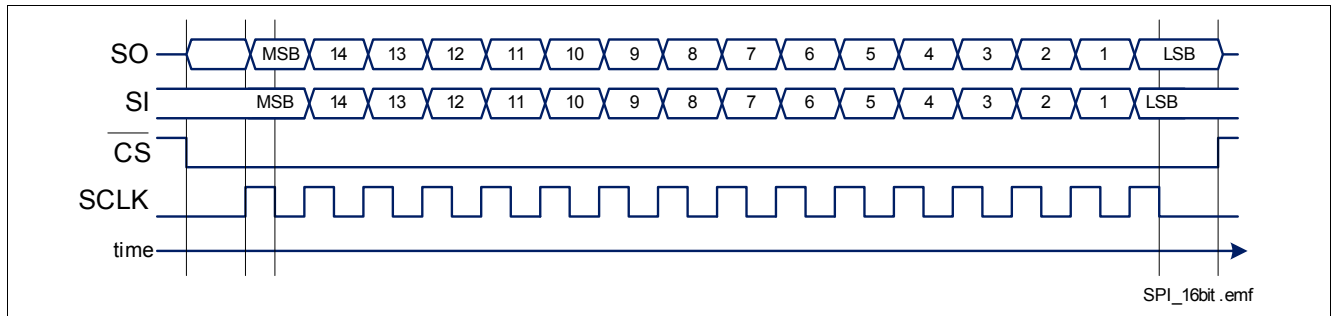 SO MSB 14 13 12 11 10 9 8 7 6 5 4 3 2 1 LSB
SI MSB 14 13 12 11 10 9 8 7 6 5 4 3 2 1 LSB
CS
SCLK
time
SPI_16bit.emf